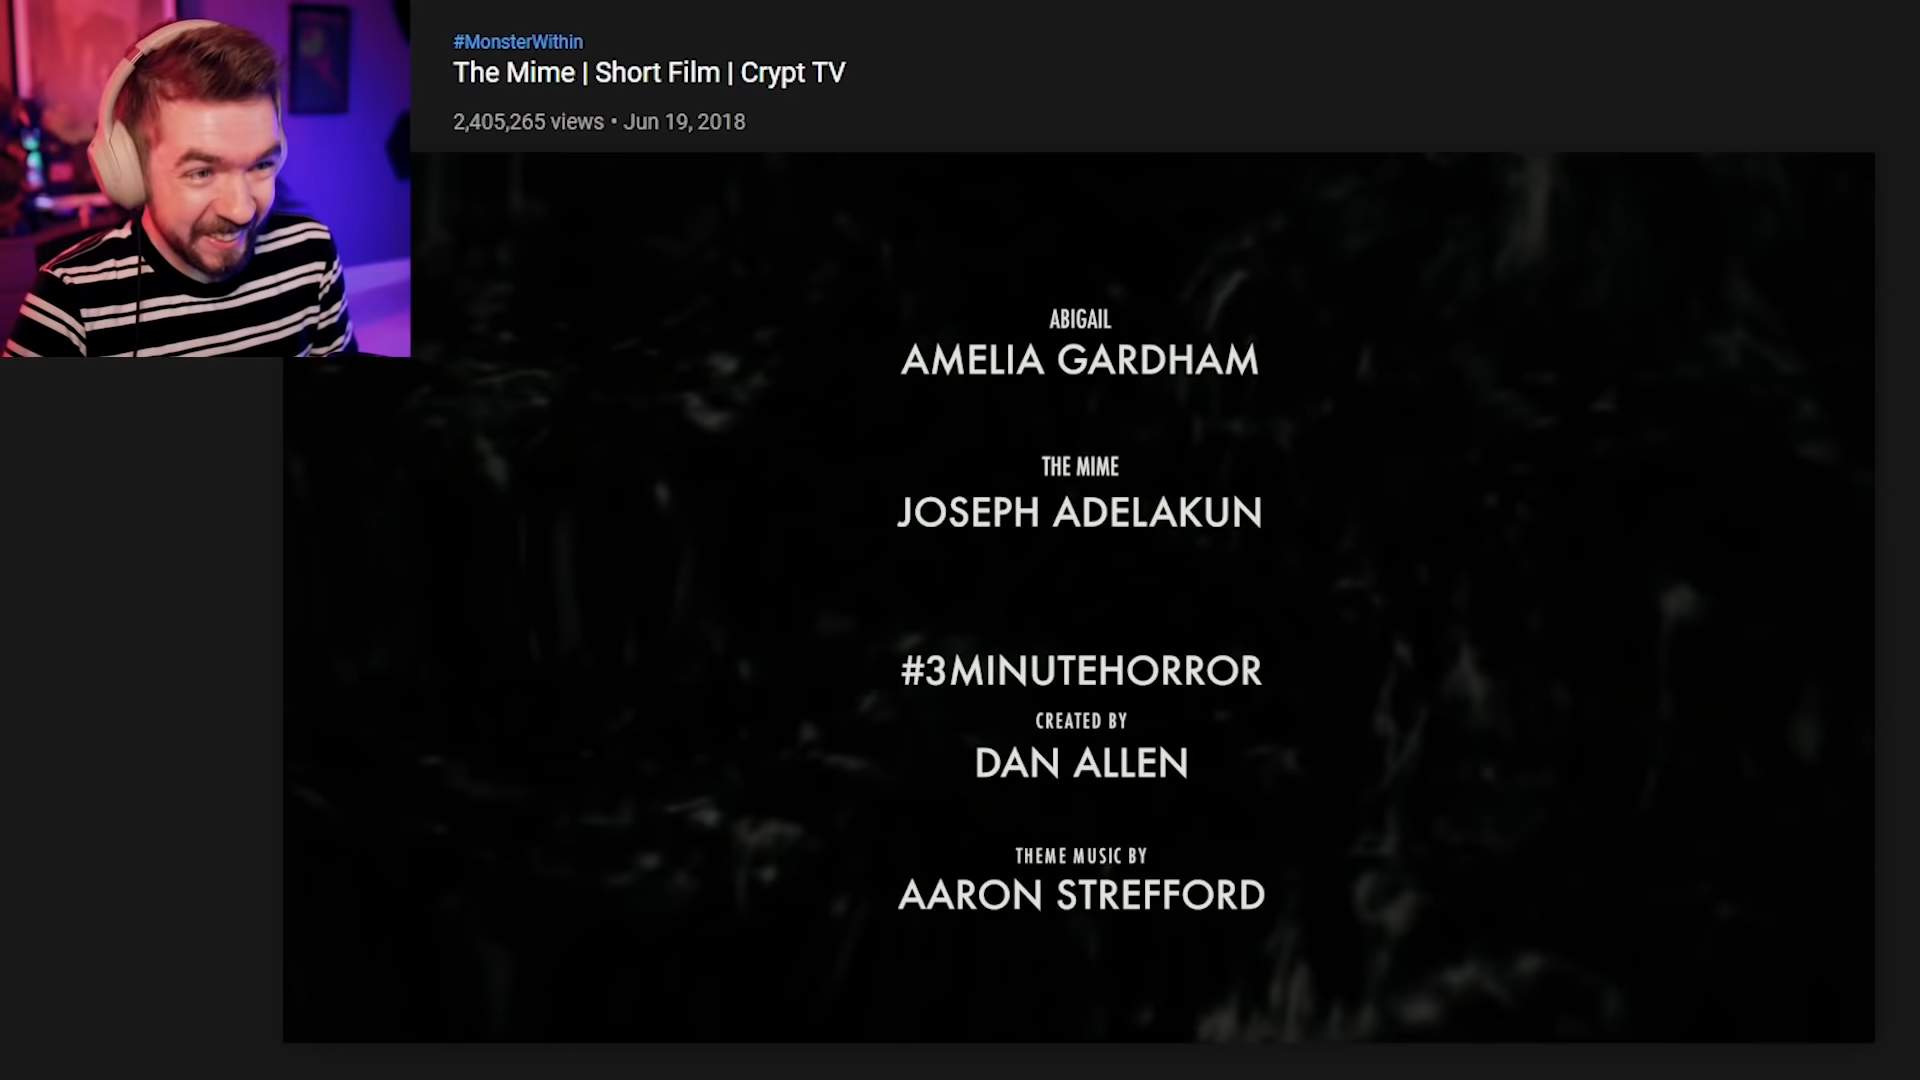 #MonsterWithin
The Mime | Short Film | Crypt TV
2,405,265 views • Jun 19, 2018
ABIGAIL
AMELIA GARDHAM
THE MIME
JOSEPH ADELAKUN
#3MINUTEHORROR
CREATED BY
DAN ALLEN
THEME MUSIC BY
AARON STREFFORD